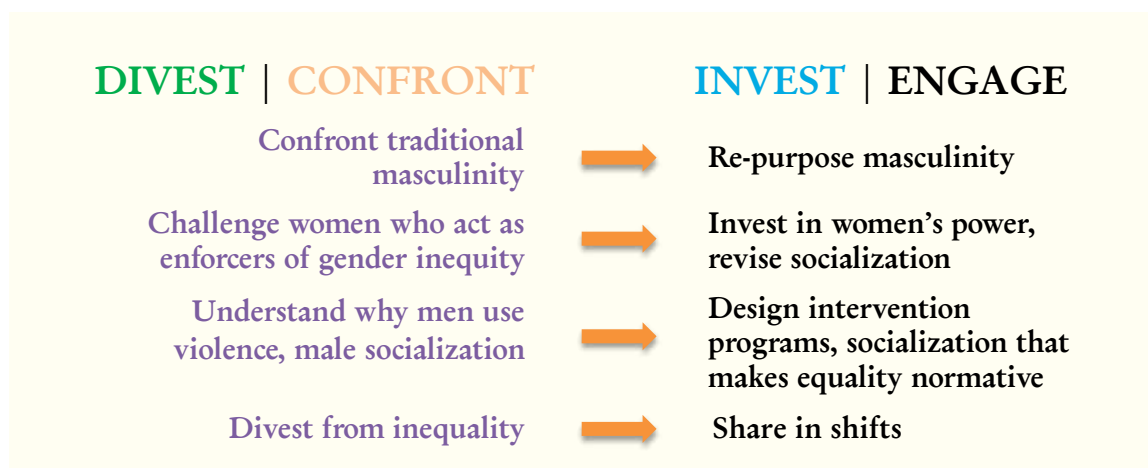 DIVEST | CONFRONT
INVEST | ENGAGE
Confront traditional
masculinity
Re-purpose masculinity
Challenge women who act as
enforcers of gender inequity
Invest in women’s power,
revise socialization
Understand why men use
violence, male socialization
Design intervention
programs, socialization that
makes equality normative
Divest from inequality
Share in shifts